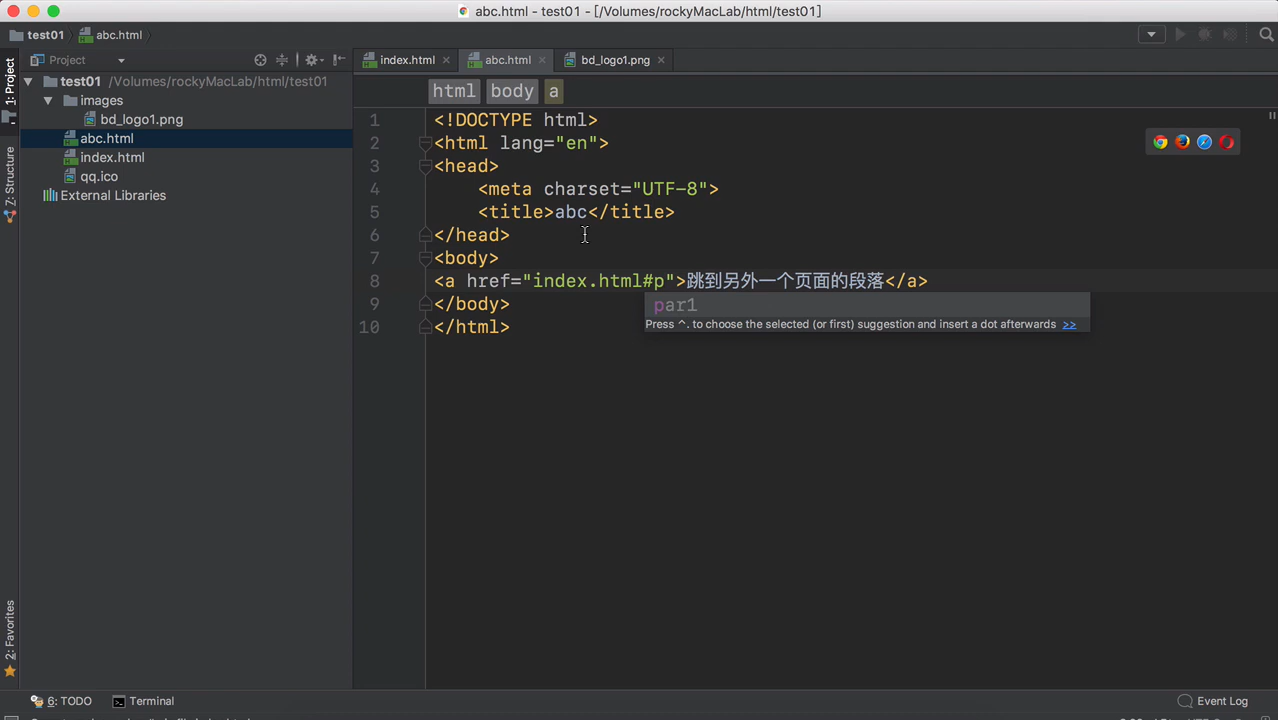 abc.html - test01 - [/Volumes/rockyMacLab/html/test01]
test01 abc.html
Project
index.html abc.html bd_logo1.png
test01 /Volumes/rockyMacLab/html/test01
images
bd_logo1.png
abc.html
index.html
qq.ico
External Libraries
1: Project
Z: Structure
2: Favorites
html body a
1 <!DOCTYPE html>
2 <html lang="en">
3 <head>
4 <meta charset="UTF-8">
5 <title>abc</title>
6 </head>
7 <body>
8 <a href="index.html#p">跳到另外一个页面的段落</a>
par1
9 </body>
Press ^. to choose the selected (or first) suggestion and insert a dot afterwards >>
10 </html>
6: TODO Terminal Event Log